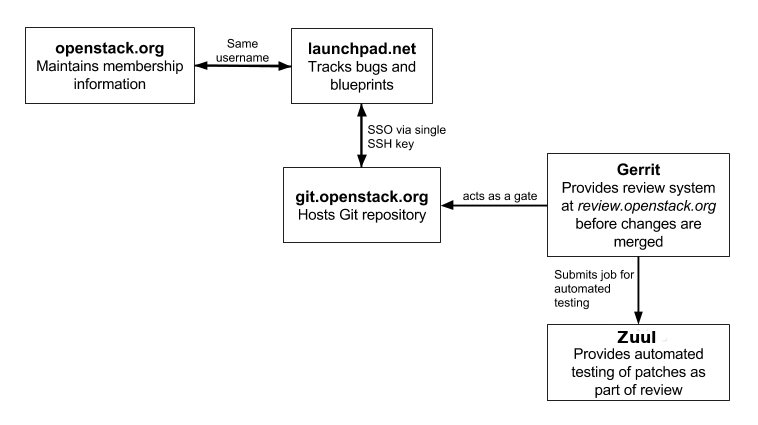 openstack.org
Maintains membership
information
Same
username
launchpad.net
Tracks bugs and
blueprints
SSO via single
SSH key
git.openstack.org
Hosts Git repository
acts as a gate
Gerrit
Provides review system
at review.openstack.org
before changes are
merged
Submits job for
automated
testing
Zuul
Provides automated
testing of patches as
part of review